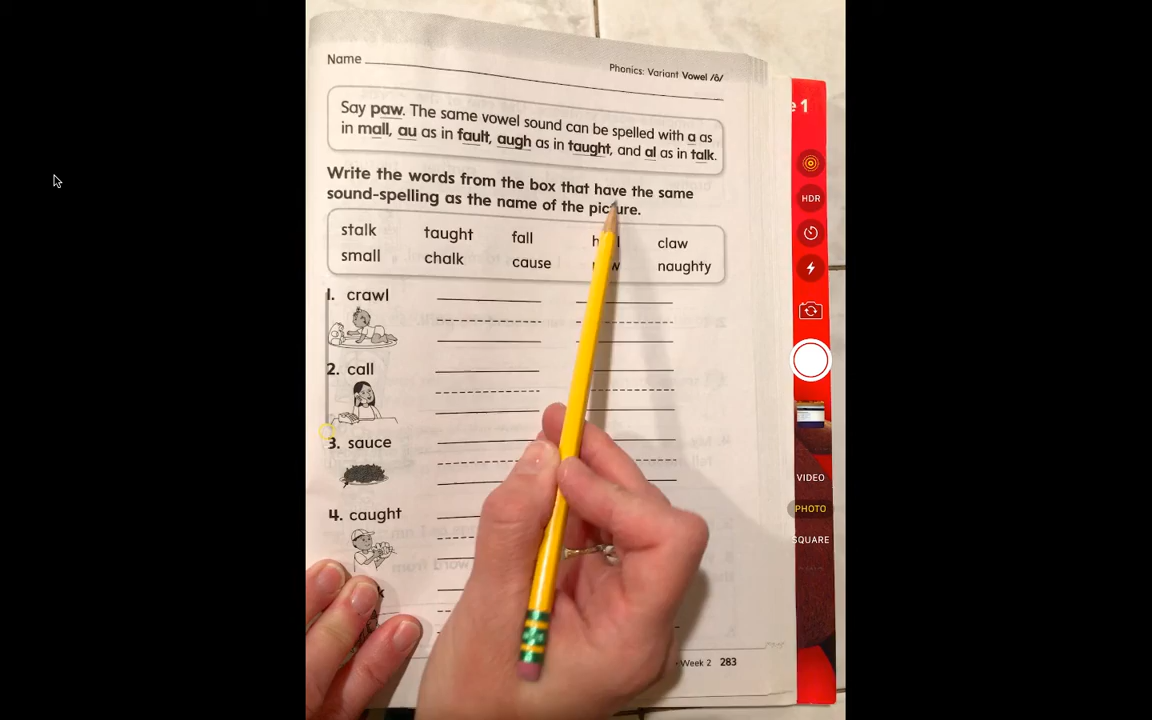 Name
Phonics: Variant Vowel /ô/
Say paw. The same vowel sound can be spelled with a as
in mall, au as in fault, augh as in taught, and al as in talk.
Write the words from the box that have the same
sound-spelling as the name of the picture.
stalk taught fall claw
small chalk cause naughty
1. crawl
2. call
3. sauce
4. caught
Week 2 283
HDR
VIDEO
PHOTO
SQUARE